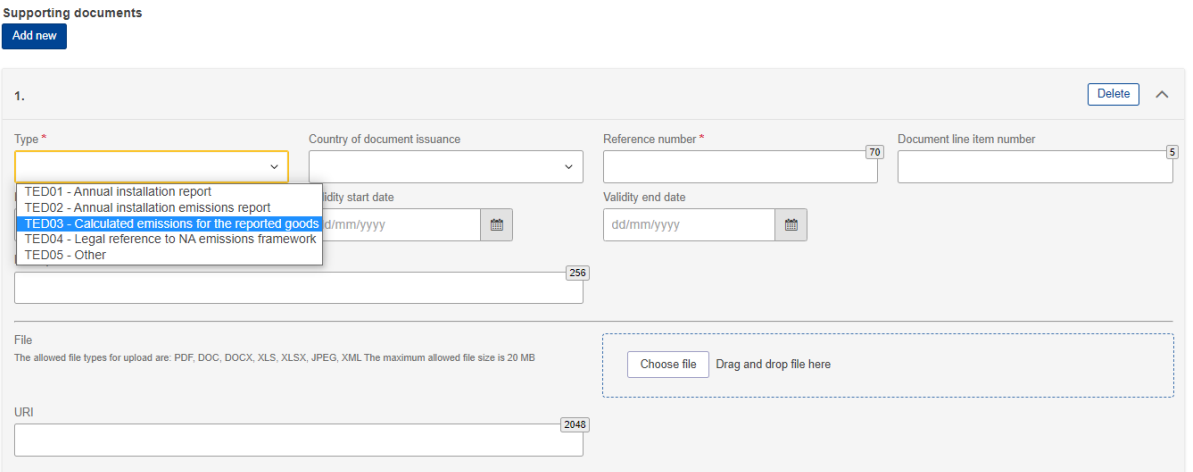 Supporting documents
Add new
1.
Delete
Type *
Country of document issuance
Reference number *
Document line item number
70
5
TED01 - Annual installation report
TED02 - Annual installation emissions report
TED03 - Calculated emissions for the reported goods
TED04 - Legal reference to NA emissions framework
TED05 - Other
start date
Validity end date
dd/mm/yyyy
256
File
The allowed file types for upload are: PDF, DOC, DOCX, XLS, XLSX, JPEG, XML The maximum allowed file size is 20 MB
Choose file
Drag and drop file here
URI
2048